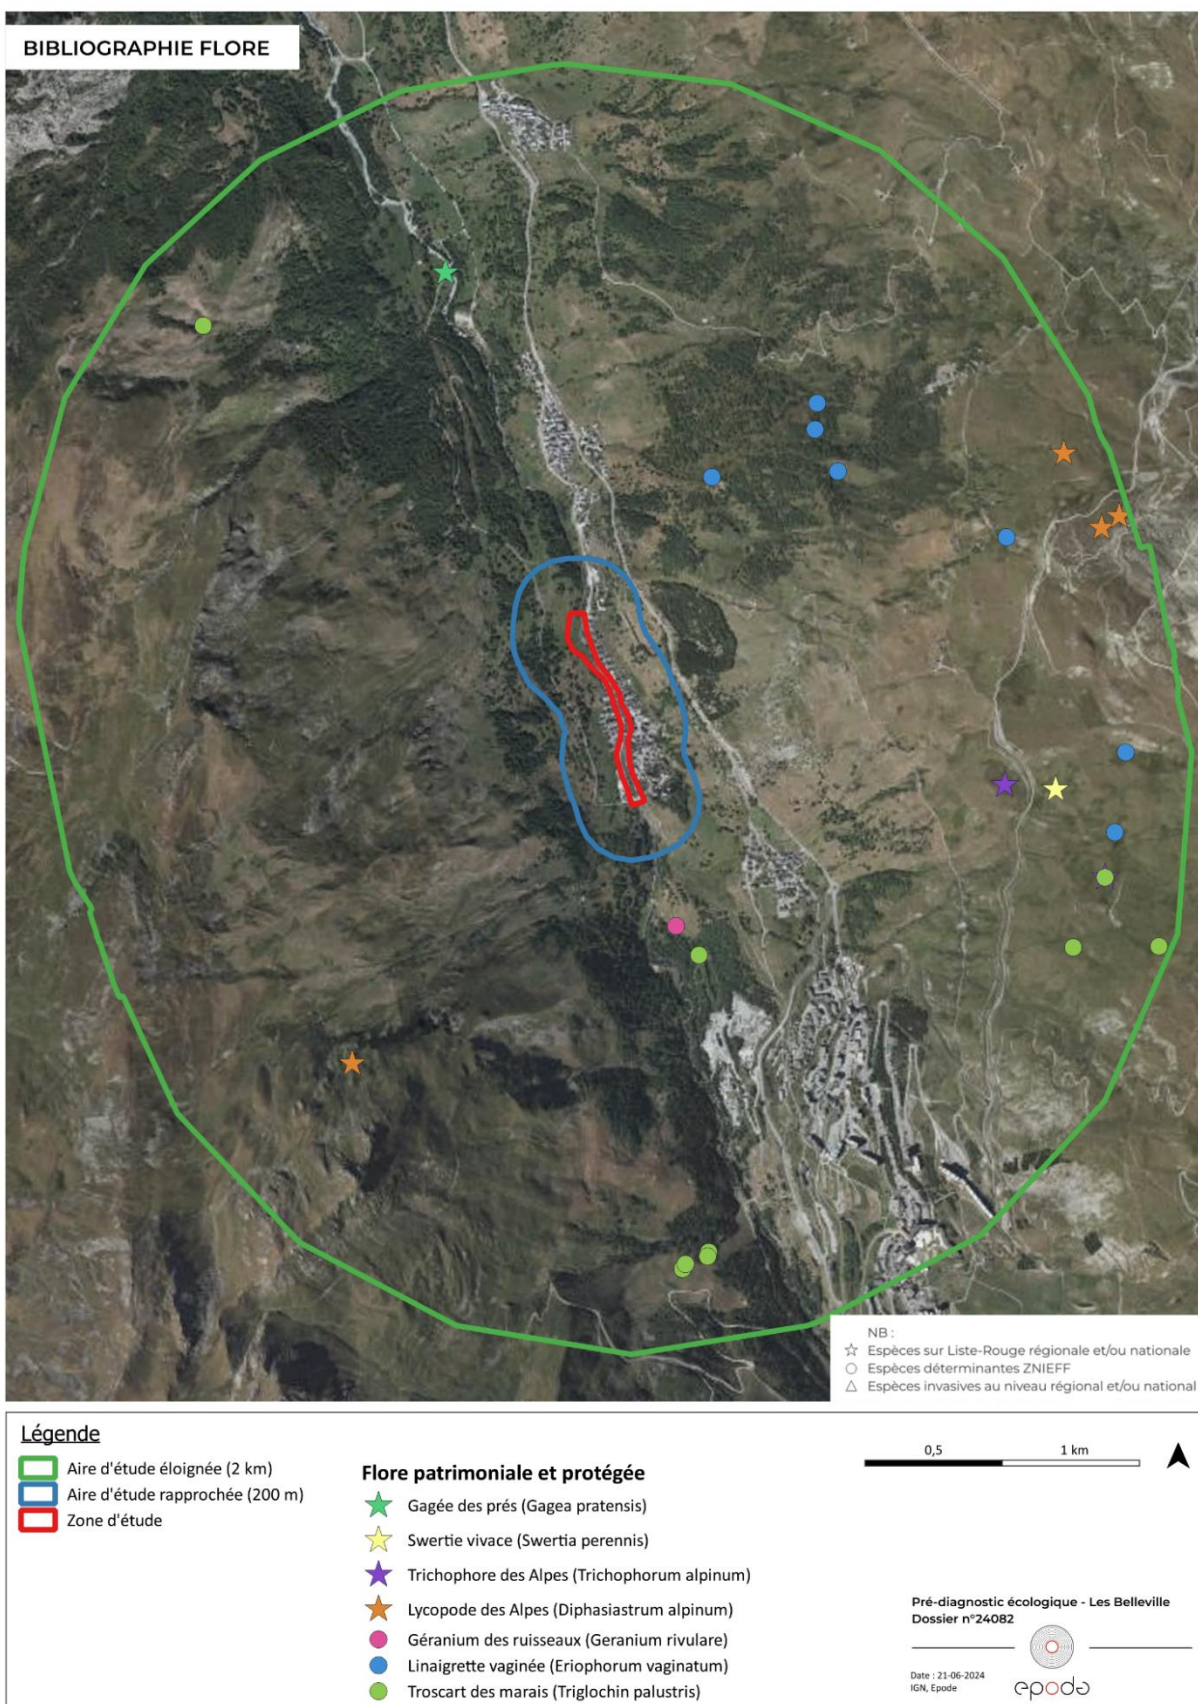 BIBLIOGRAPHIE FLORE
NB :
Espèces sur Liste-Rouge régionale et/ou nationale
Espèces déterminantes ZNIEFF
Espèces invasives au niveau régional et/ou national
Légende
Aire d'étude éloignée (2 km)
Aire d'étude rapprochée (200 m)
Zone d'étude
Flore patrimoniale et protégée
Gagée des prés (Gagea pratensis)
Swertie vivace (Swertia perennis)
Trichophore des Alpes (Trichophorum alpinum)
Lycopode des Alpes (Diphasiastrum alpinum)
Géranium des ruisseaux (Geranium rivulare)
Linaigrette vaginée (Eriophorum vaginatum)
Troscart des marais (Triglochin palustris)
0,5 1 km
Pré-diagnostic écologique - Les Belleville
Dossier n°24082
Date : 21-06-2024
IGN, Epode
epode